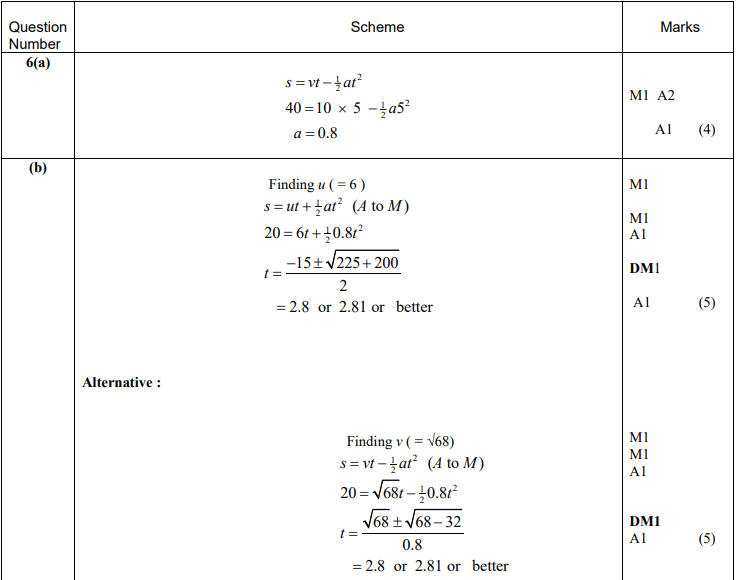 Question Number Scheme Marks
6(a)
s = vt − ½at²
M1 A2
40 = 10 × 5 − ½a5²
a = 0.8
A1 (4)
(b)
Finding u ( = 6 ) M1
s = ut + ½at² (A to M) M1
20 = 6t + ½0.8t² A1
t = (−15 ± √(225 + 200))/2 DM1
= 2.8 or 2.81 or better A1 (5)
Alternative :
Finding v ( = √68) M1
s = vt − ½at² (A to M) M1
20 = √68t − ½0.8t² A1
t = (√68 ± √(68 − 32))/0.8 DM1
= 2.8 or 2.81 or better A1 (5)